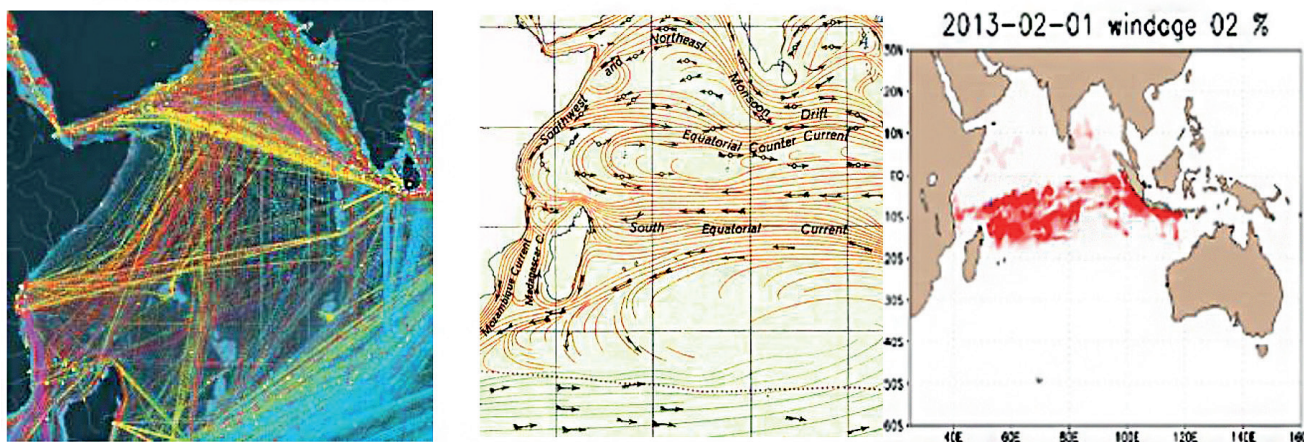 Northeast
and
Southwest
Monsoon
Drift
Equatorial Counter Current
South Equatorial Current
Mozambique Current
Madagascar C.
2013-02-01 windage 02 %
30N
20N
10N
EQ
10S
20S
30S
40S
50S
60S
40E 60E 80E 100E 120E 140E